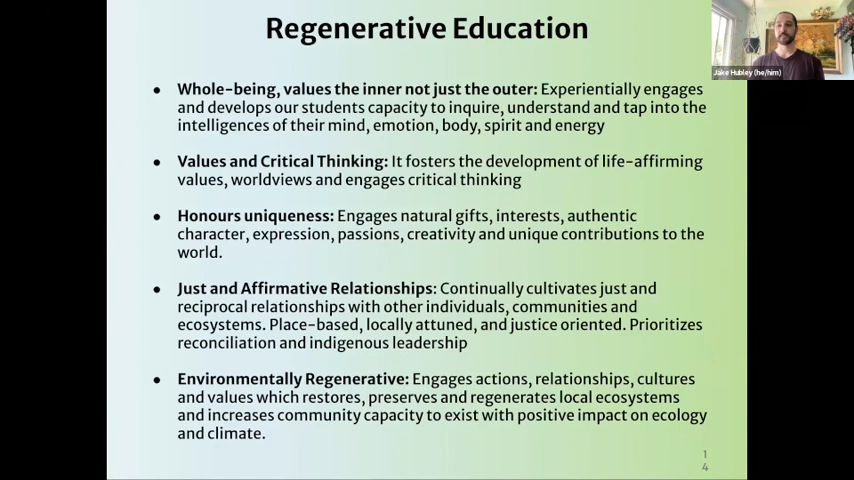 Regenerative Education
Jake Hubley (he/him)
● Whole-being, values the inner not just the outer: Experientially engages
and develops our students capacity to inquire, understand and tap into the
intelligences of their mind, emotion, body, spirit and energy
● Values and Critical Thinking: It fosters the development of life-affirming
values, worldviews and engages critical thinking
● Honours uniqueness: Engages natural gifts, interests, authentic
character, expression, passions, creativity and unique contributions to the
world.
● Just and Affirmative Relationships: Continually cultivates just and
reciprocal relationships with other individuals, communities and
ecosystems. Place-based, locally attuned, and justice oriented. Prioritizes
reconciliation and indigenous leadership
● Environmentally Regenerative: Engages actions, relationships, cultures
and values which restores, preserves and regenerates local ecosystems
and increases community capacity to exist with positive impact on ecology
and climate.
1
4